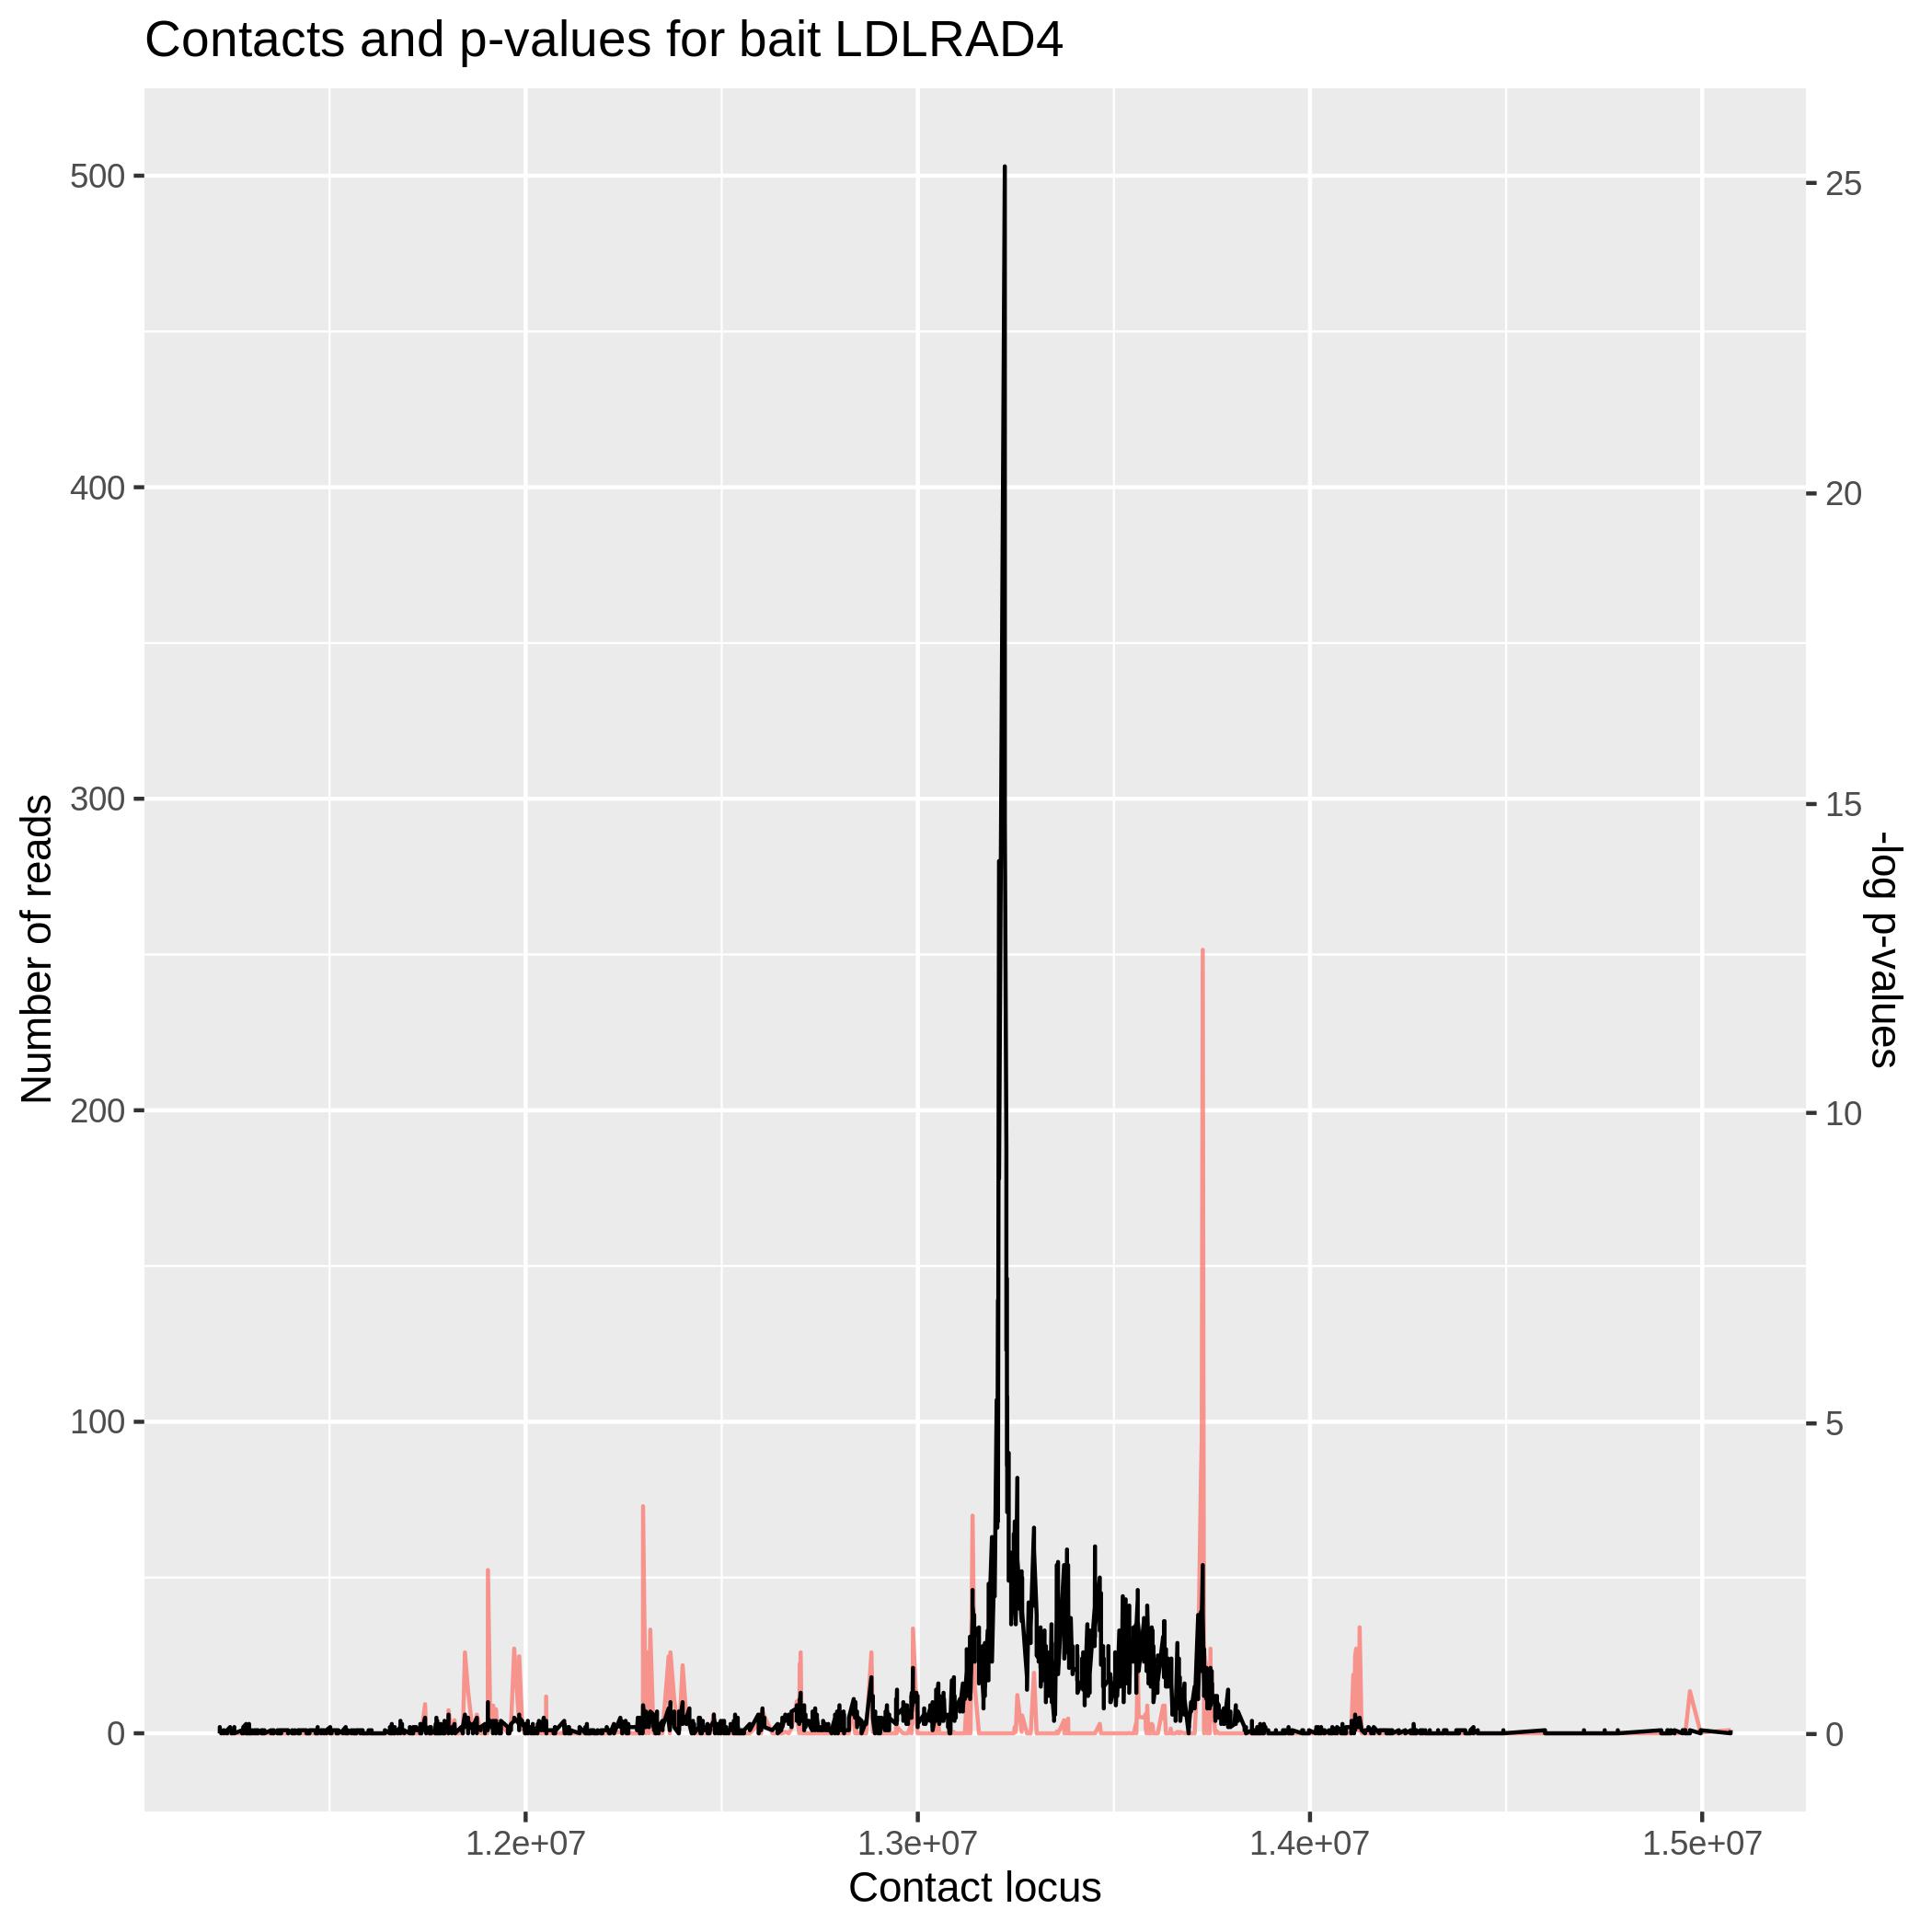 Contacts and p-values for bait LDLRAD4
500
400
300
200
100
0
Number of reads
25
20
15
10
5
0
-log p-values
1.2e+07
1.3e+07
1.4e+07
1.5e+07
Contact locus